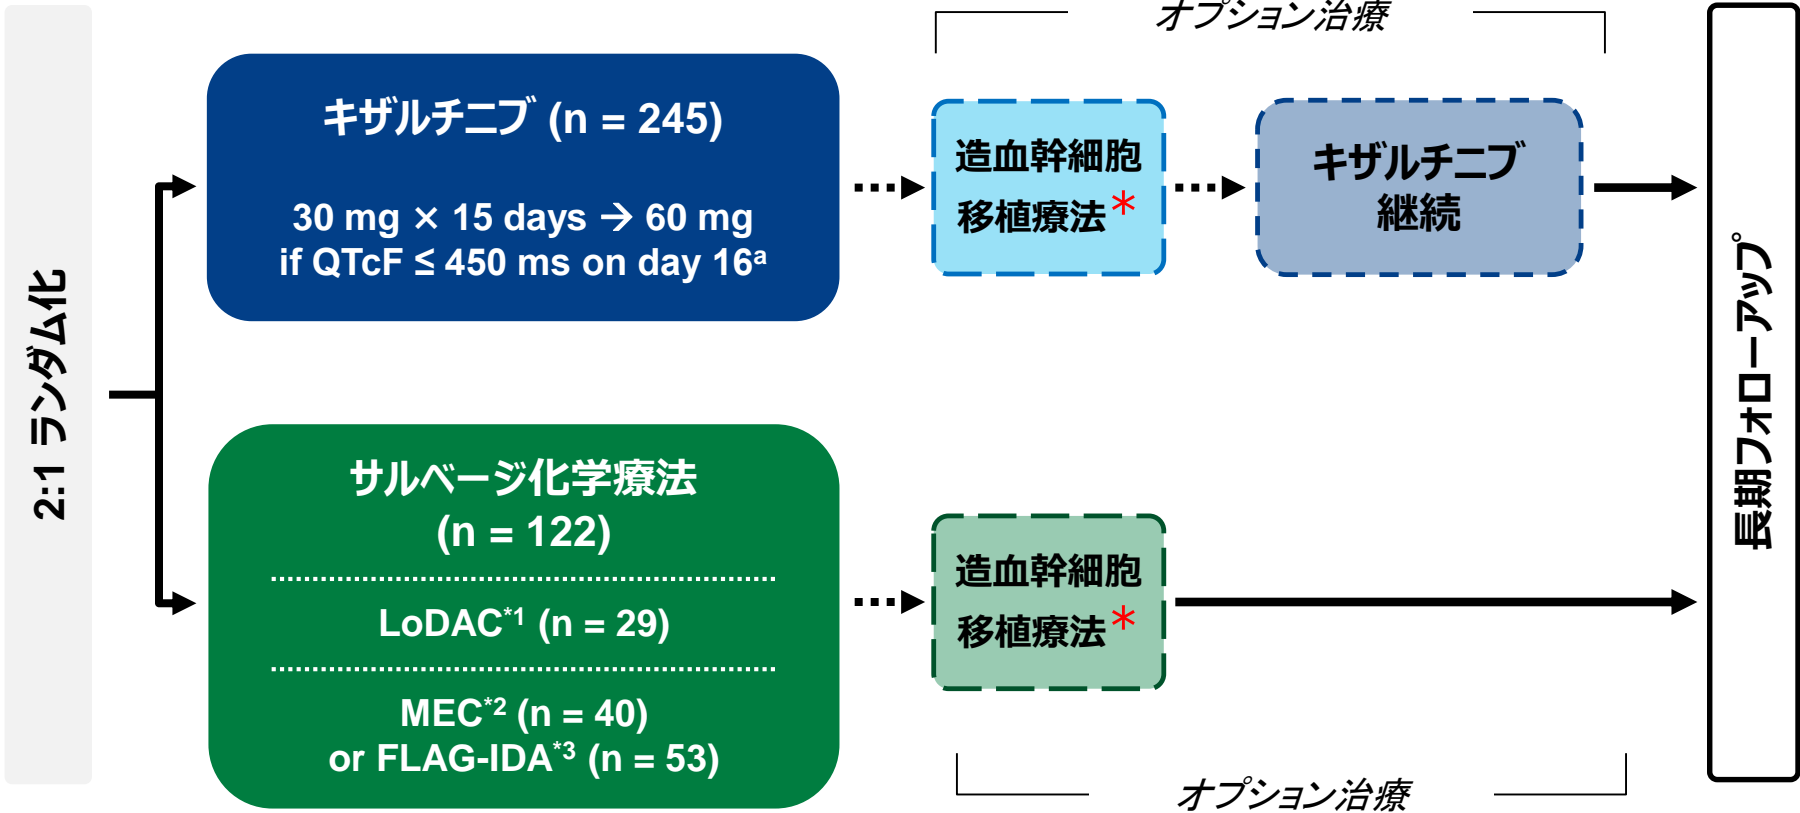 2:1 ランダム化
オプション治療
キザルチニブ (n = 245)
30 mg × 15 days → 60 mg
if QTcF ≤ 450 ms on day 16a
造血幹細胞
移植療法*
キザルチニブ
継続
サルベージ化学療法
(n = 122)
LoDAC*1 (n = 29)
MEC*2 (n = 40)
or FLAG-IDA*3 (n = 53)
造血幹細胞
移植療法*
オプション治療
長期フォローアップ